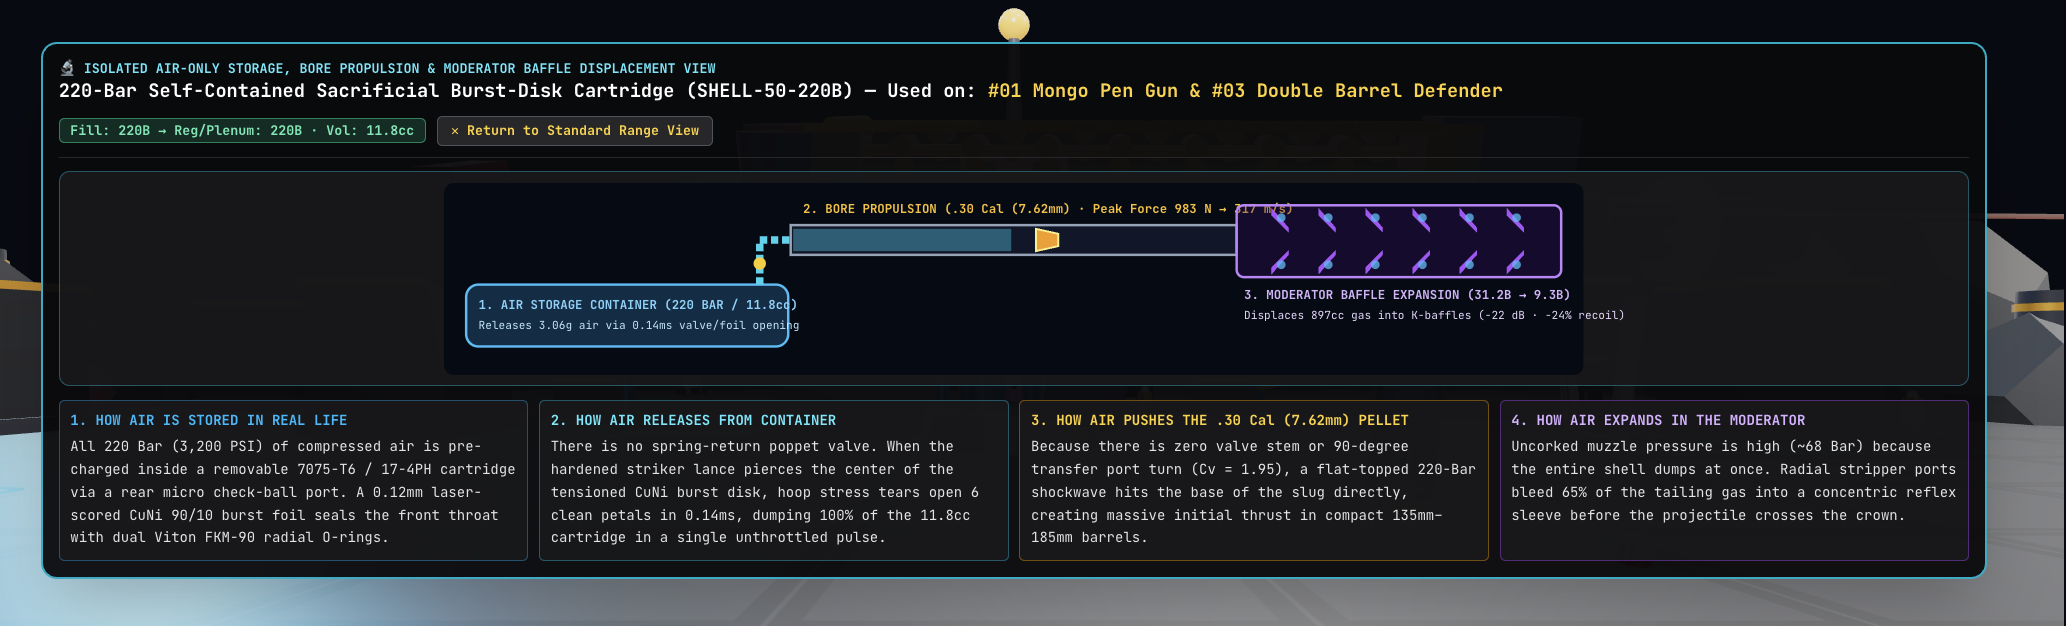 🔬 ISOLATED AIR-ONLY STORAGE, BORE PROPULSION & MODERATOR BAFFLE DISPLACEMENT VIEW
220-Bar Self-Contained Sacrificial Burst-Disk Cartridge (SHELL-50-220B) — Used on: #01 Mongo Pen Gun & #03 Double Barrel Defender
Fill: 220B → Reg/Plenum: 220B · Vol: 11.8cc
✕ Return to Standard Range View
2. BORE PROPULSION (.30 Cal (7.62mm) · Peak Force 983 N → 317 m/s)
1. AIR STORAGE CONTAINER (220 BAR / 11.8cc)
Releases 3.06g air via 0.14ms valve/foil opening
3. MODERATOR BAFFLE EXPANSION (31.2B → 9.3B)
Displaces 897cc gas into K-baffles (-22 dB · -24% recoil)
1. HOW AIR IS STORED IN REAL LIFE
All 220 Bar (3,200 PSI) of compressed air is pre-
charged inside a removable 7075-T6 / 17-4PH cartridge
via a rear micro check-ball port. A 0.12mm laser-
scored CuNi 90/10 burst foil seals the front throat
with dual Viton FKM-90 radial O-rings.
2. HOW AIR RELEASES FROM CONTAINER
There is no spring-return poppet valve. When the
hardened striker lance pierces the center of the
tensioned CuNi burst disk, hoop stress tears open 6
clean petals in 0.14ms, dumping 100% of the 11.8cc
cartridge in a single unthrottled pulse.
3. HOW AIR PUSHES THE .30 Cal (7.62mm) PELLET
Because there is zero valve stem or 90-degree
transfer port turn (Cv = 1.95), a flat-topped 220-Bar
shockwave hits the base of the slug directly,
creating massive initial thrust in compact 135mm–
185mm barrels.
4. HOW AIR EXPANDS IN THE MODERATOR
Uncorked muzzle pressure is high (~68 Bar) because
the entire shell dumps at once. Radial stripper ports
bleed 65% of the tailing gas into a concentric reflex
sleeve before the projectile crosses the crown.